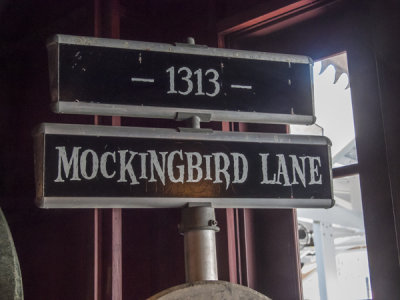 — 1313 —
MOCKINGBIRD LANE